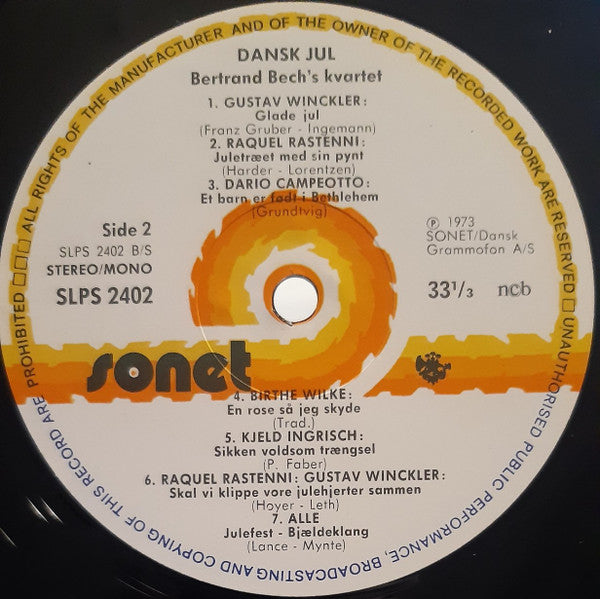 ALL RIGHTS OF THE MANUFACTURER AND OF THE OWNER OF THE RECORDED WORK ARE RESERVED □ UNAUTHORISED PUBLIC PERFORMANCE, BROADCASTING AND COPYING OF THIS RECORD ARE PROHIBITED □□□
DANSK JUL
Bertrand Bech's kvartet
1. GUSTAV WINCKLER:
Glade jul
(Franz Gruber - Ingemann)
2. RAQUEL RASTENNI:
Juletræet med sin pynt
(Harder - Lorentzen)
3. DARIO CAMPEOTTO:
Et barn er født i Bethlehem
(Grundtvig)
Side 2
SLPS 2402 B/S
STEREO/MONO
SLPS 2402
℗ 1973
SONET/Dansk
Grammofon A/S
33¹/₃ ncb
sonet
4. BIRTHE WILKE:
En rose så jeg skyde
(Trad.)
5. KJELD INGRISCH:
Sikken voldsom trængsel
(P. Faber)
6. RAQUEL RASTENNI: GUSTAV WINCKLER:
Skal vi klippe vore julehjerter sammen
(Høyer - Leth)
7. ALLE
Julefest - Bjældeklang
(Lance - Mynte)